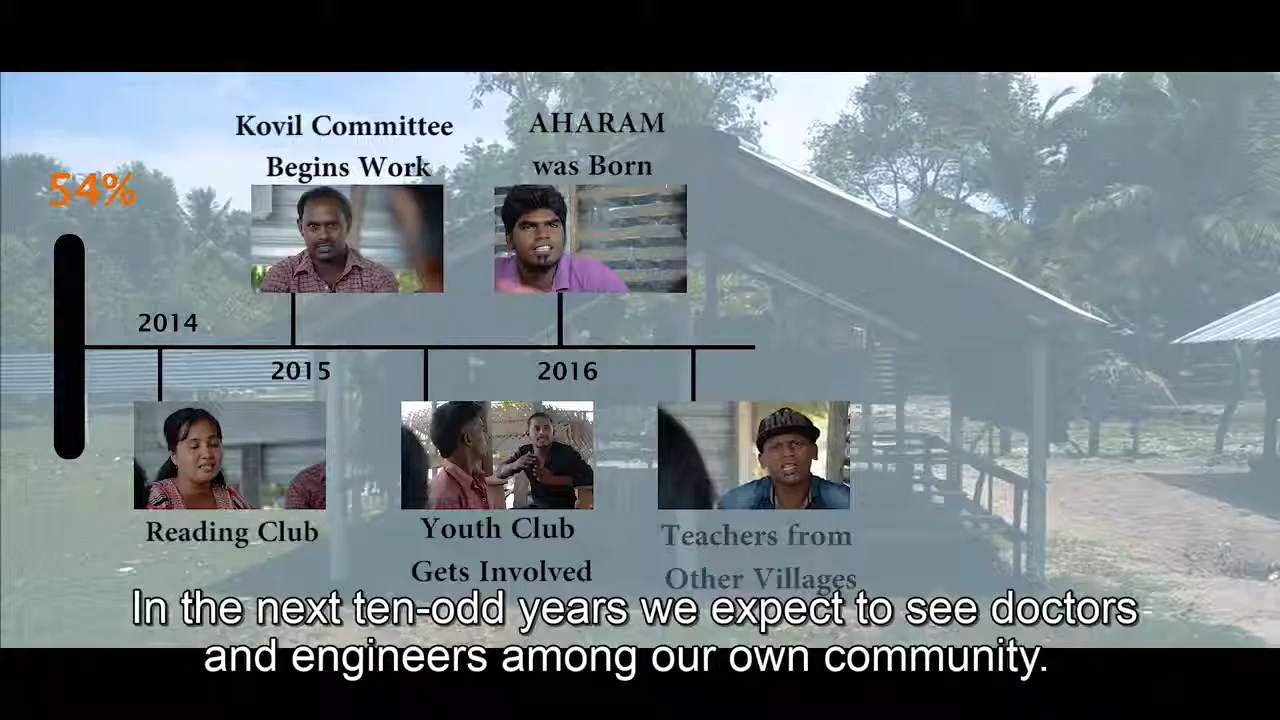 Kovil Committee
Begins Work
AHARAM
was Born
54%
2014
2015
2016
Reading Club
Youth Club
Gets Involved
Teachers from
Other Villages
In the next ten-odd years we expect to see doctors
and engineers among our own community.